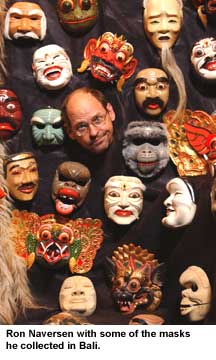 Ron Naversen with some of the masks
he collected in Bali.